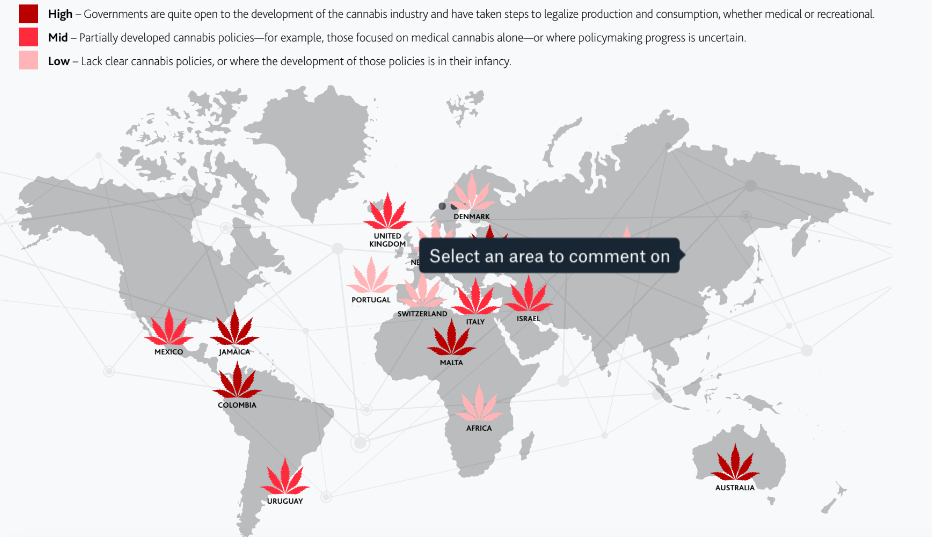 High – Governments are quite open to the development of the cannabis industry and have taken steps to legalize production and consumption, whether medical or recreational.
Mid – Partially developed cannabis policies—for example, those focused on medical cannabis alone—or where policymaking progress is uncertain.
Low – Lack clear cannabis policies, or where the development of those policies is in their infancy.
DENMARK
UNITED
KINGDOM
Select an area to comment on
PORTUGAL
SWITZERLAND
ITALY
ISRAEL
MEXICO
JAMAICA
MALTA
COLOMBIA
AFRICA
AUSTRALIA
URUGUAY